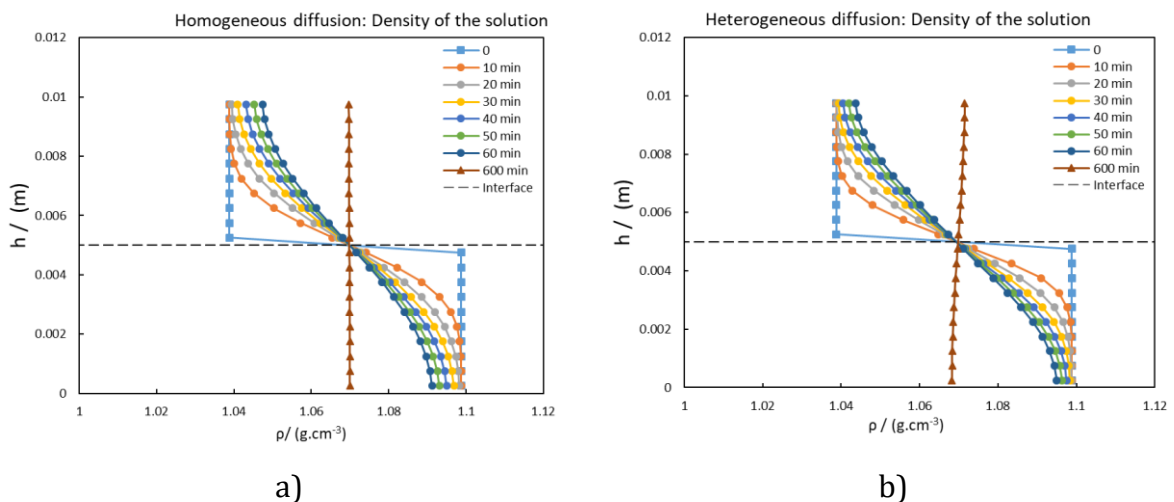 Homogeneous diffusion: Density of the solution
0.012
0.01
0.008
0.006
0.004
0.002
0
h / (m)
1
1.02
1.04
1.06
1.08
1.1
1.12
ρ/ (g.cm-3)
0
10 min
20 min
30 min
40 min
50 min
60 min
600 min
Interface
a)
Heterogeneous diffusion: Density of the solution
0.012
0.01
0.008
0.006
0.004
0.002
0
h / (m)
1
1.02
1.04
1.06
1.08
1.1
1.12
ρ/ (g.cm-3)
0
10 min
20 min
30 min
40 min
50 min
60 min
600 min
Interface
b)